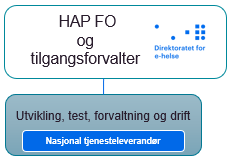 HAP FO
og
tilgangsforvalter
Direktoratet for
e-helse
Utvikling, test, forvaltning og drift
Nasjonal tjenesteleverandør